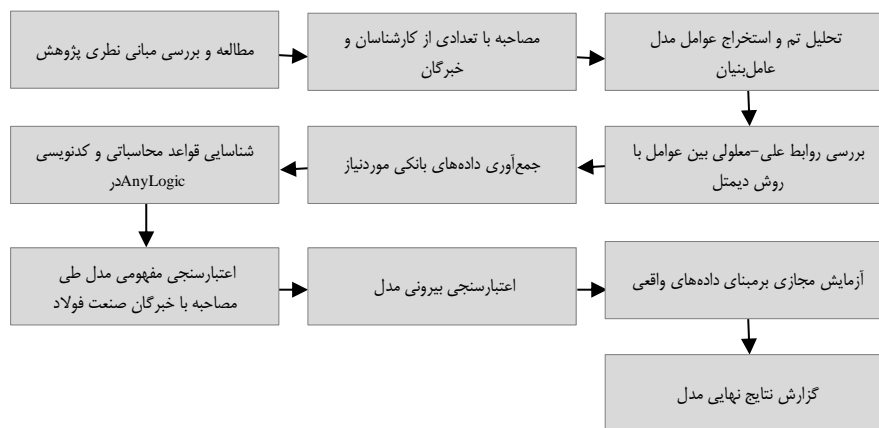 مطالعه و بررسی مبانی نطری پژوهش
مصاحبه با تعدادی از کارشناسان و
خبرگان
تحلیل تم و استخراج عوامل مدل
عامل‌بنیان
بررسی روابط علی-معلولی بین عوامل با
روش دیمتل
جمع‌آوری داده‌های بانکی موردنیاز
شناسایی قواعد محاسباتی و کدنویسی
درAnyLogic
اعتبارسنجی مفهومی مدل طی
مصاحبه با خبرگان صنعت فولاد
اعتبارسنجی بیرونی مدل
آزمایش مجازی برمبنای داده‌های واقعی
گزارش نتایج نهایی مدل